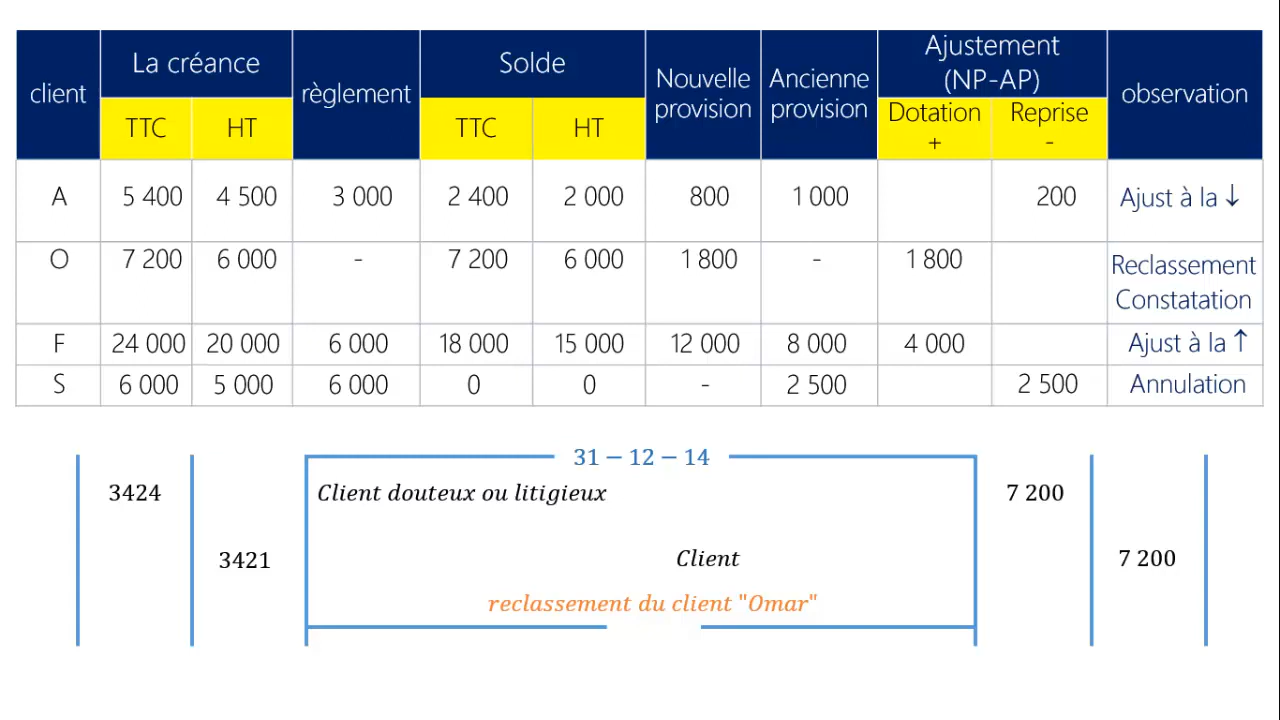 client La créance règlement Solde Nouvelle provision Ancienne provision Ajustement (NP-AP) observation
TTC HT TTC HT Dotation + Reprise -
A 5 400 4 500 3 000 2 400 2 000 800 1 000 200 Ajust à la ↓
O 7 200 6 000 - 7 200 6 000 1 800 - 1 800 Reclassement Constatation
F 24 000 20 000 6 000 18 000 15 000 12 000 8 000 4 000 Ajust à la ↑
S 6 000 5 000 6 000 0 0 - 2 500 2 500 Annulation
31 – 12 – 14
3424 Client douteux ou litigieux 7 200
3421 Client 7 200
reclassement du client "Omar"